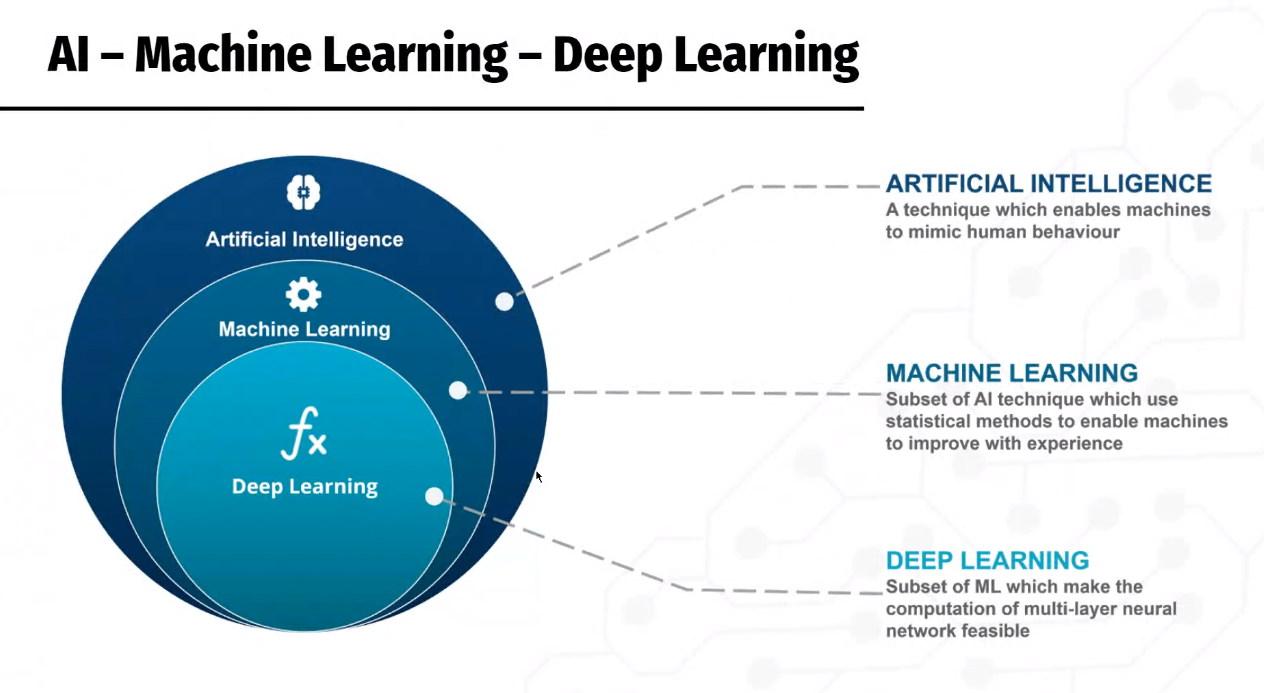 AI – Machine Learning – Deep Learning
Artificial Intelligence
Machine Learning
fx
Deep Learning
ARTIFICIAL INTELLIGENCE
A technique which enables machines
to mimic human behaviour
MACHINE LEARNING
Subset of AI technique which use
statistical methods to enable machines
to improve with experience
DEEP LEARNING
Subset of ML which make the
computation of multi-layer neural
network feasible